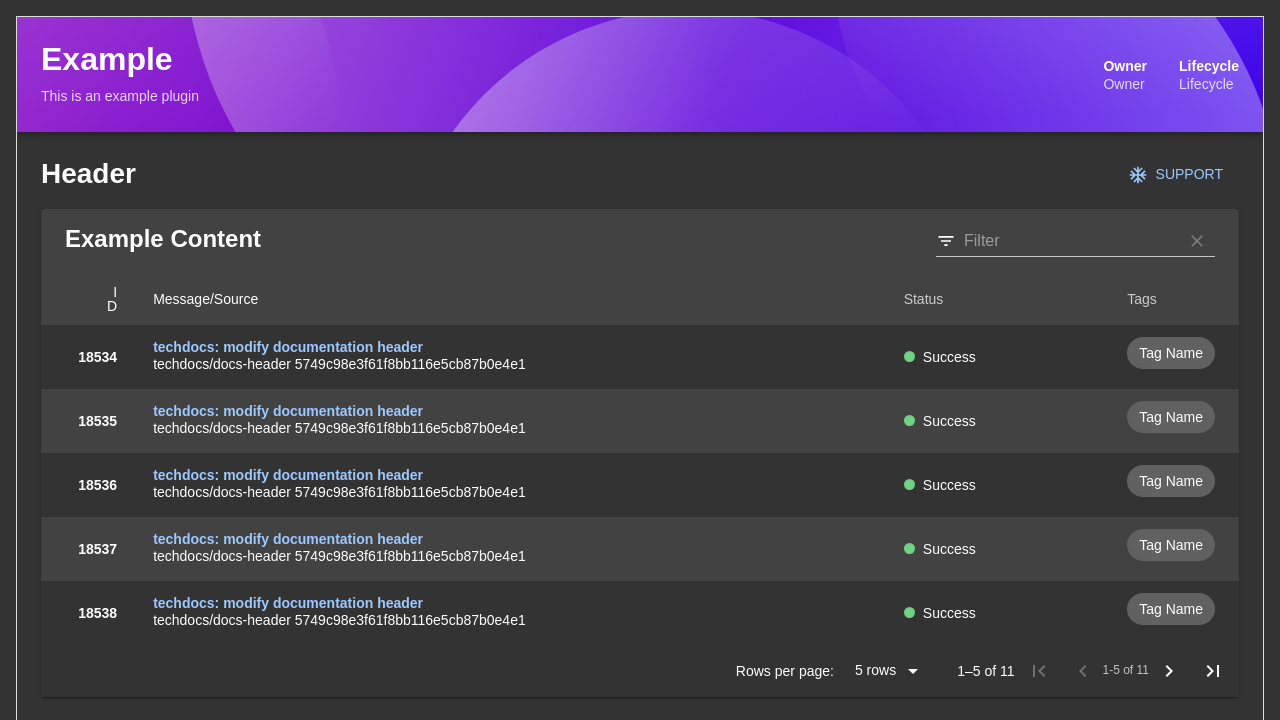 Example
This is an example plugin
Owner
Owner
Lifecycle
Lifecycle
Header
SUPPORT
Example Content
Filter
ID Message/Source Status Tags
18534 techdocs: modify documentation header
techdocs/docs-header 5749c98e3f61f8bb116e5cb87b0e4e1 Success Tag Name
18535 techdocs: modify documentation header
techdocs/docs-header 5749c98e3f61f8bb116e5cb87b0e4e1 Success Tag Name
18536 techdocs: modify documentation header
techdocs/docs-header 5749c98e3f61f8bb116e5cb87b0e4e1 Success Tag Name
18537 techdocs: modify documentation header
techdocs/docs-header 5749c98e3f61f8bb116e5cb87b0e4e1 Success Tag Name
18538 techdocs: modify documentation header
techdocs/docs-header 5749c98e3f61f8bb116e5cb87b0e4e1 Success Tag Name
Rows per page: 5 rows 1–5 of 11 1-5 of 11